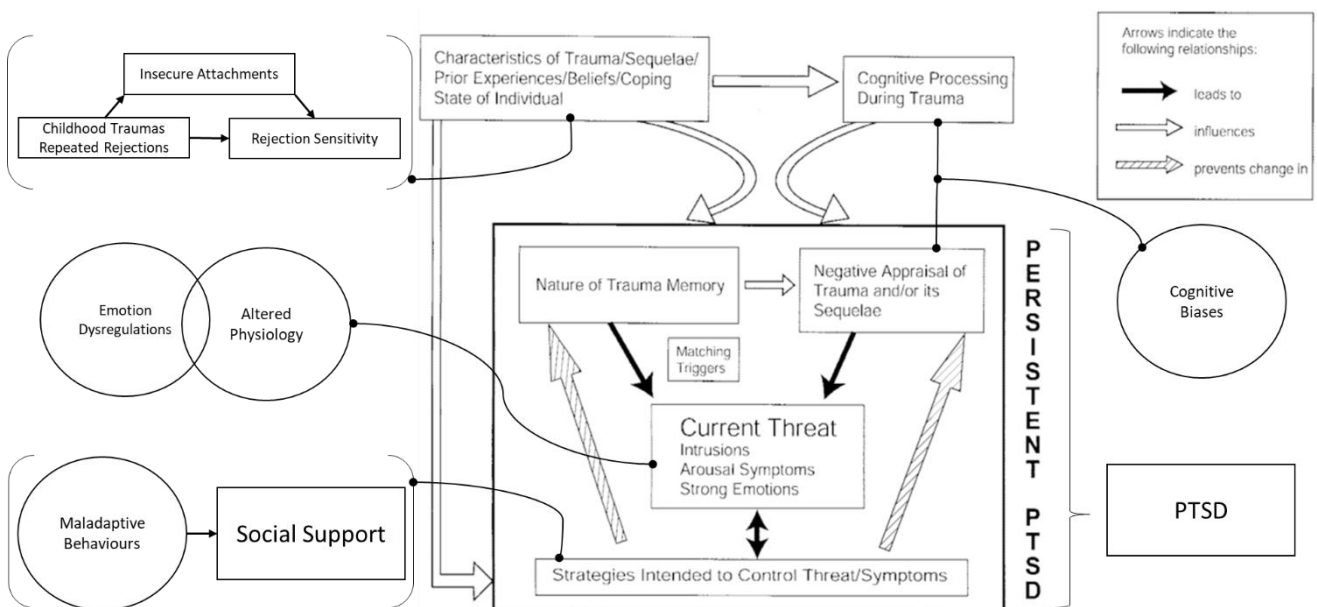 Insecure Attachments
Childhood Traumas
Repeated Rejections
Rejection Sensitivity
Characteristics of Trauma/Sequelae/
Prior Experiences/Beliefs/Coping
State of Individual
Cognitive Processing
During Trauma
Arrows indicate the
following relationships:
leads to
influences
prevents change in
Emotion
Dysregulations
Altered
Physiology
Nature of Trauma Memory
Negative Appraisal of
Trauma and/or its
Sequelae
Matching
Triggers
Current Threat
Intrusions
Arousal Symptoms
Strong Emotions
Strategies Intended to Control Threat/Symptoms
PERSISTENT PTSD
Cognitive
Biases
Maladaptive
Behaviours
Social Support
PTSD